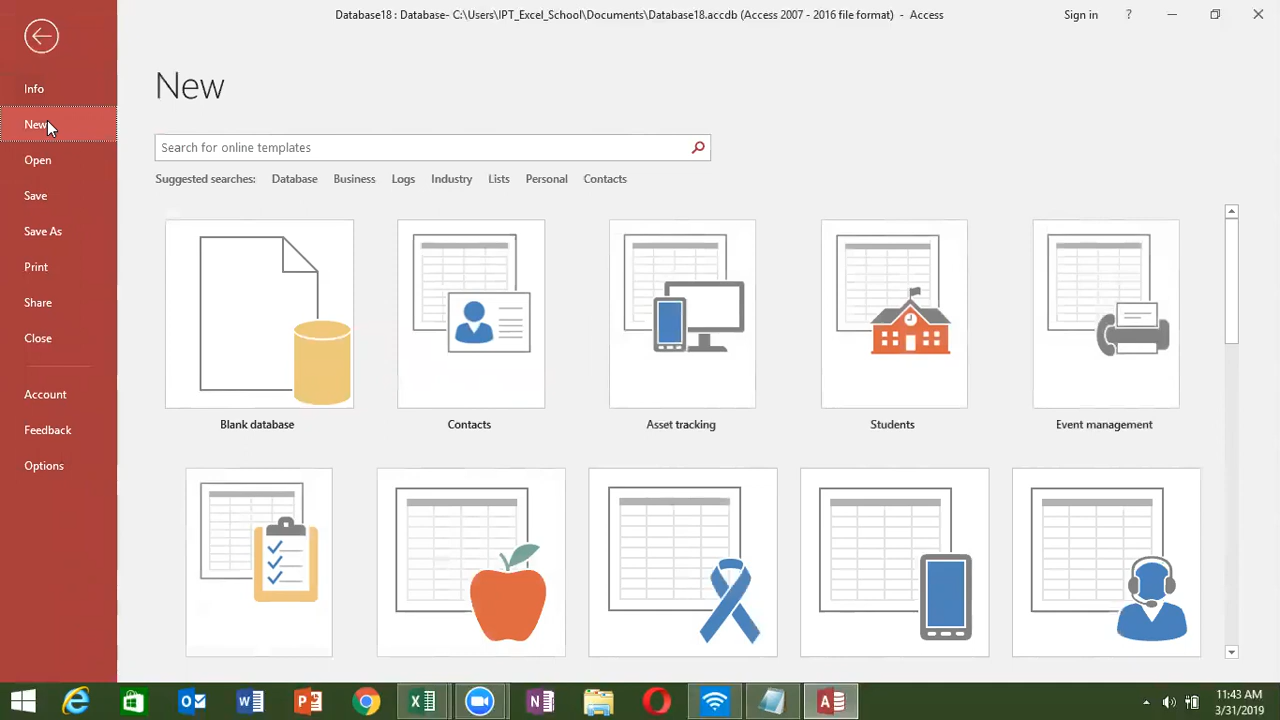 Database18 : Database- C:\Users\IPT_Excel_School\Documents\Database18.accdb (Access 2007 - 2016 file format) - Access
Sign in
?
Info
New
Open
Save
Save As
Print
Share
Close
Account
Feedback
Options
New
Search for online templates
Suggested searches: Database Business Logs Industry Lists Personal Contacts
Blank database
Contacts
Asset tracking
Students
Event management
11:43 AM
3/31/2019